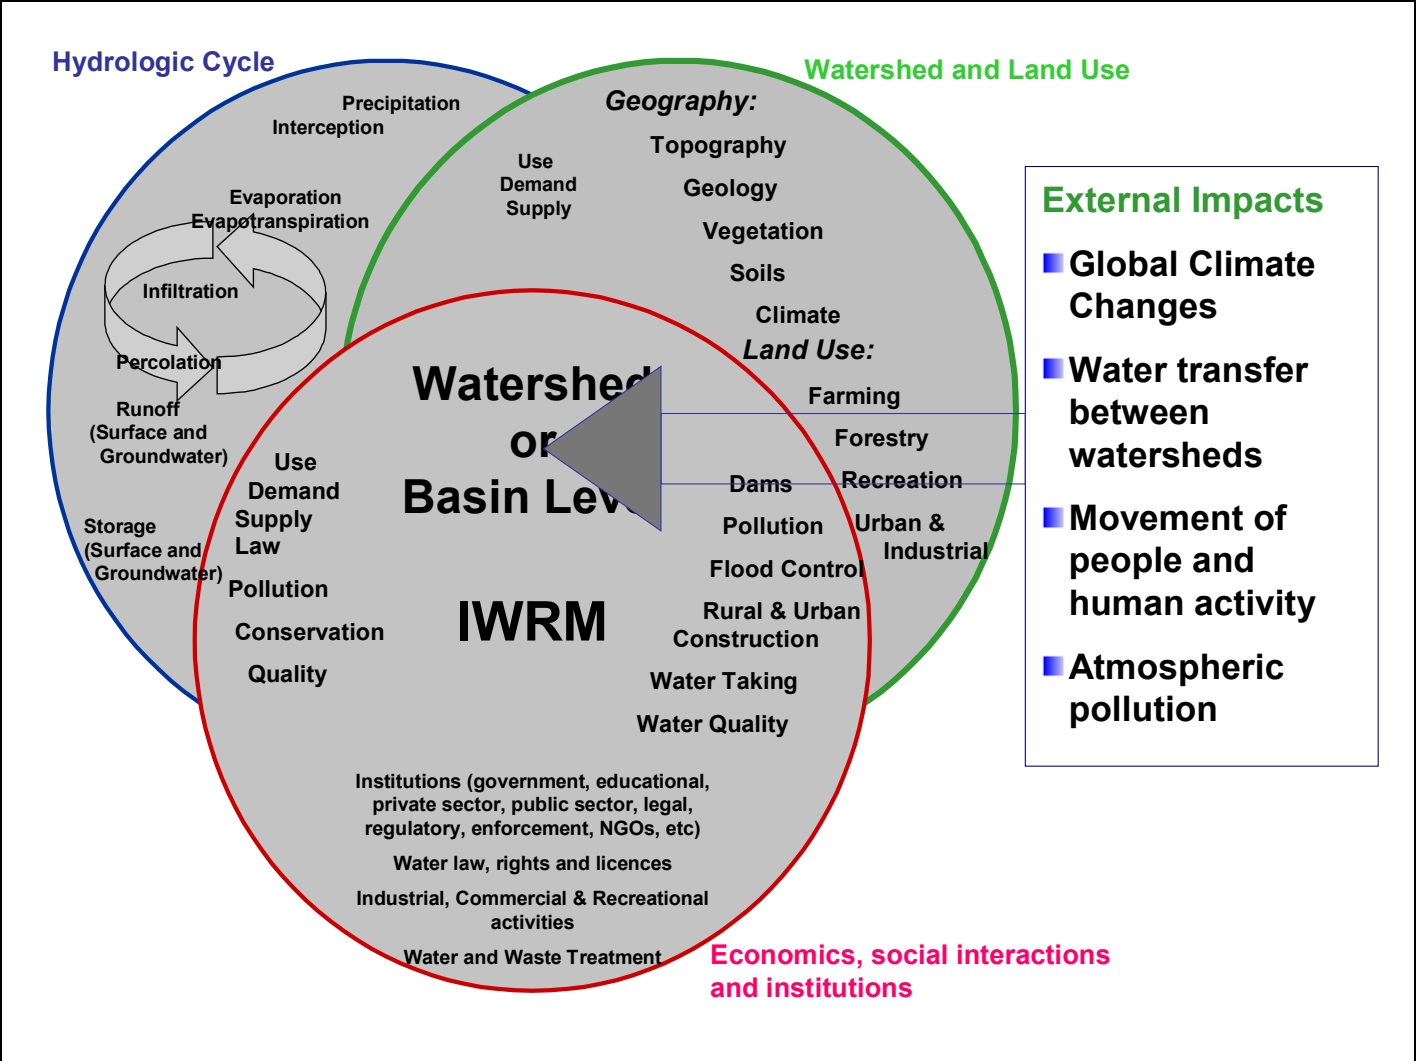 Hydrologic Cycle
Watershed and Land Use
Precipitation
Interception
Evaporation
Evapotranspiration
Infiltration
Percolation
Runoff
(Surface and
Groundwater)
Storage
(Surface and
Groundwater)
Use
Demand
Supply
Geography:
Topography
Geology
Vegetation
Soils
Climate
Land Use:
Farming
Forestry
Recreation
Urban &
Industrial
Watershed
or
Basin Level
IWRM
Use
Demand
Supply
Law
Pollution
Conservation
Quality
Dams
Pollution
Flood Control
Rural & Urban
Construction
Water Taking
Water Quality
Institutions (government, educational,
private sector, public sector, legal,
regulatory, enforcement, NGOs, etc)
Water law, rights and licences
Industrial, Commercial & Recreational
activities
Water and Waste Treatment
Economics, social interactions
and institutions
External Impacts
Global Climate
Changes
Water transfer
between
watersheds
Movement of
people and
human activity
Atmospheric
pollution